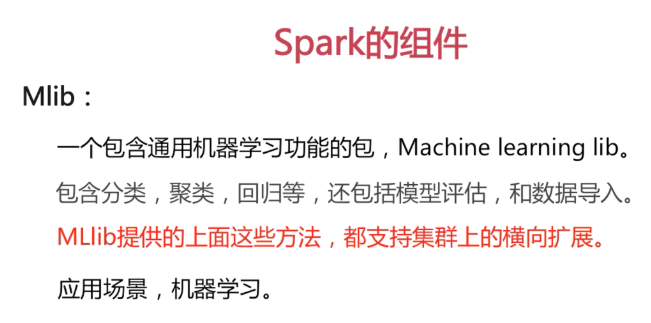 Spark的组件
Mlib：
一个包含通用机器学习功能的包，Machine learning lib。
包含分类，聚类，回归等，还包括模型评估，和数据导入。
MLlib提供的上面这些方法，都支持集群上的横向扩展。
应用场景，机器学习。